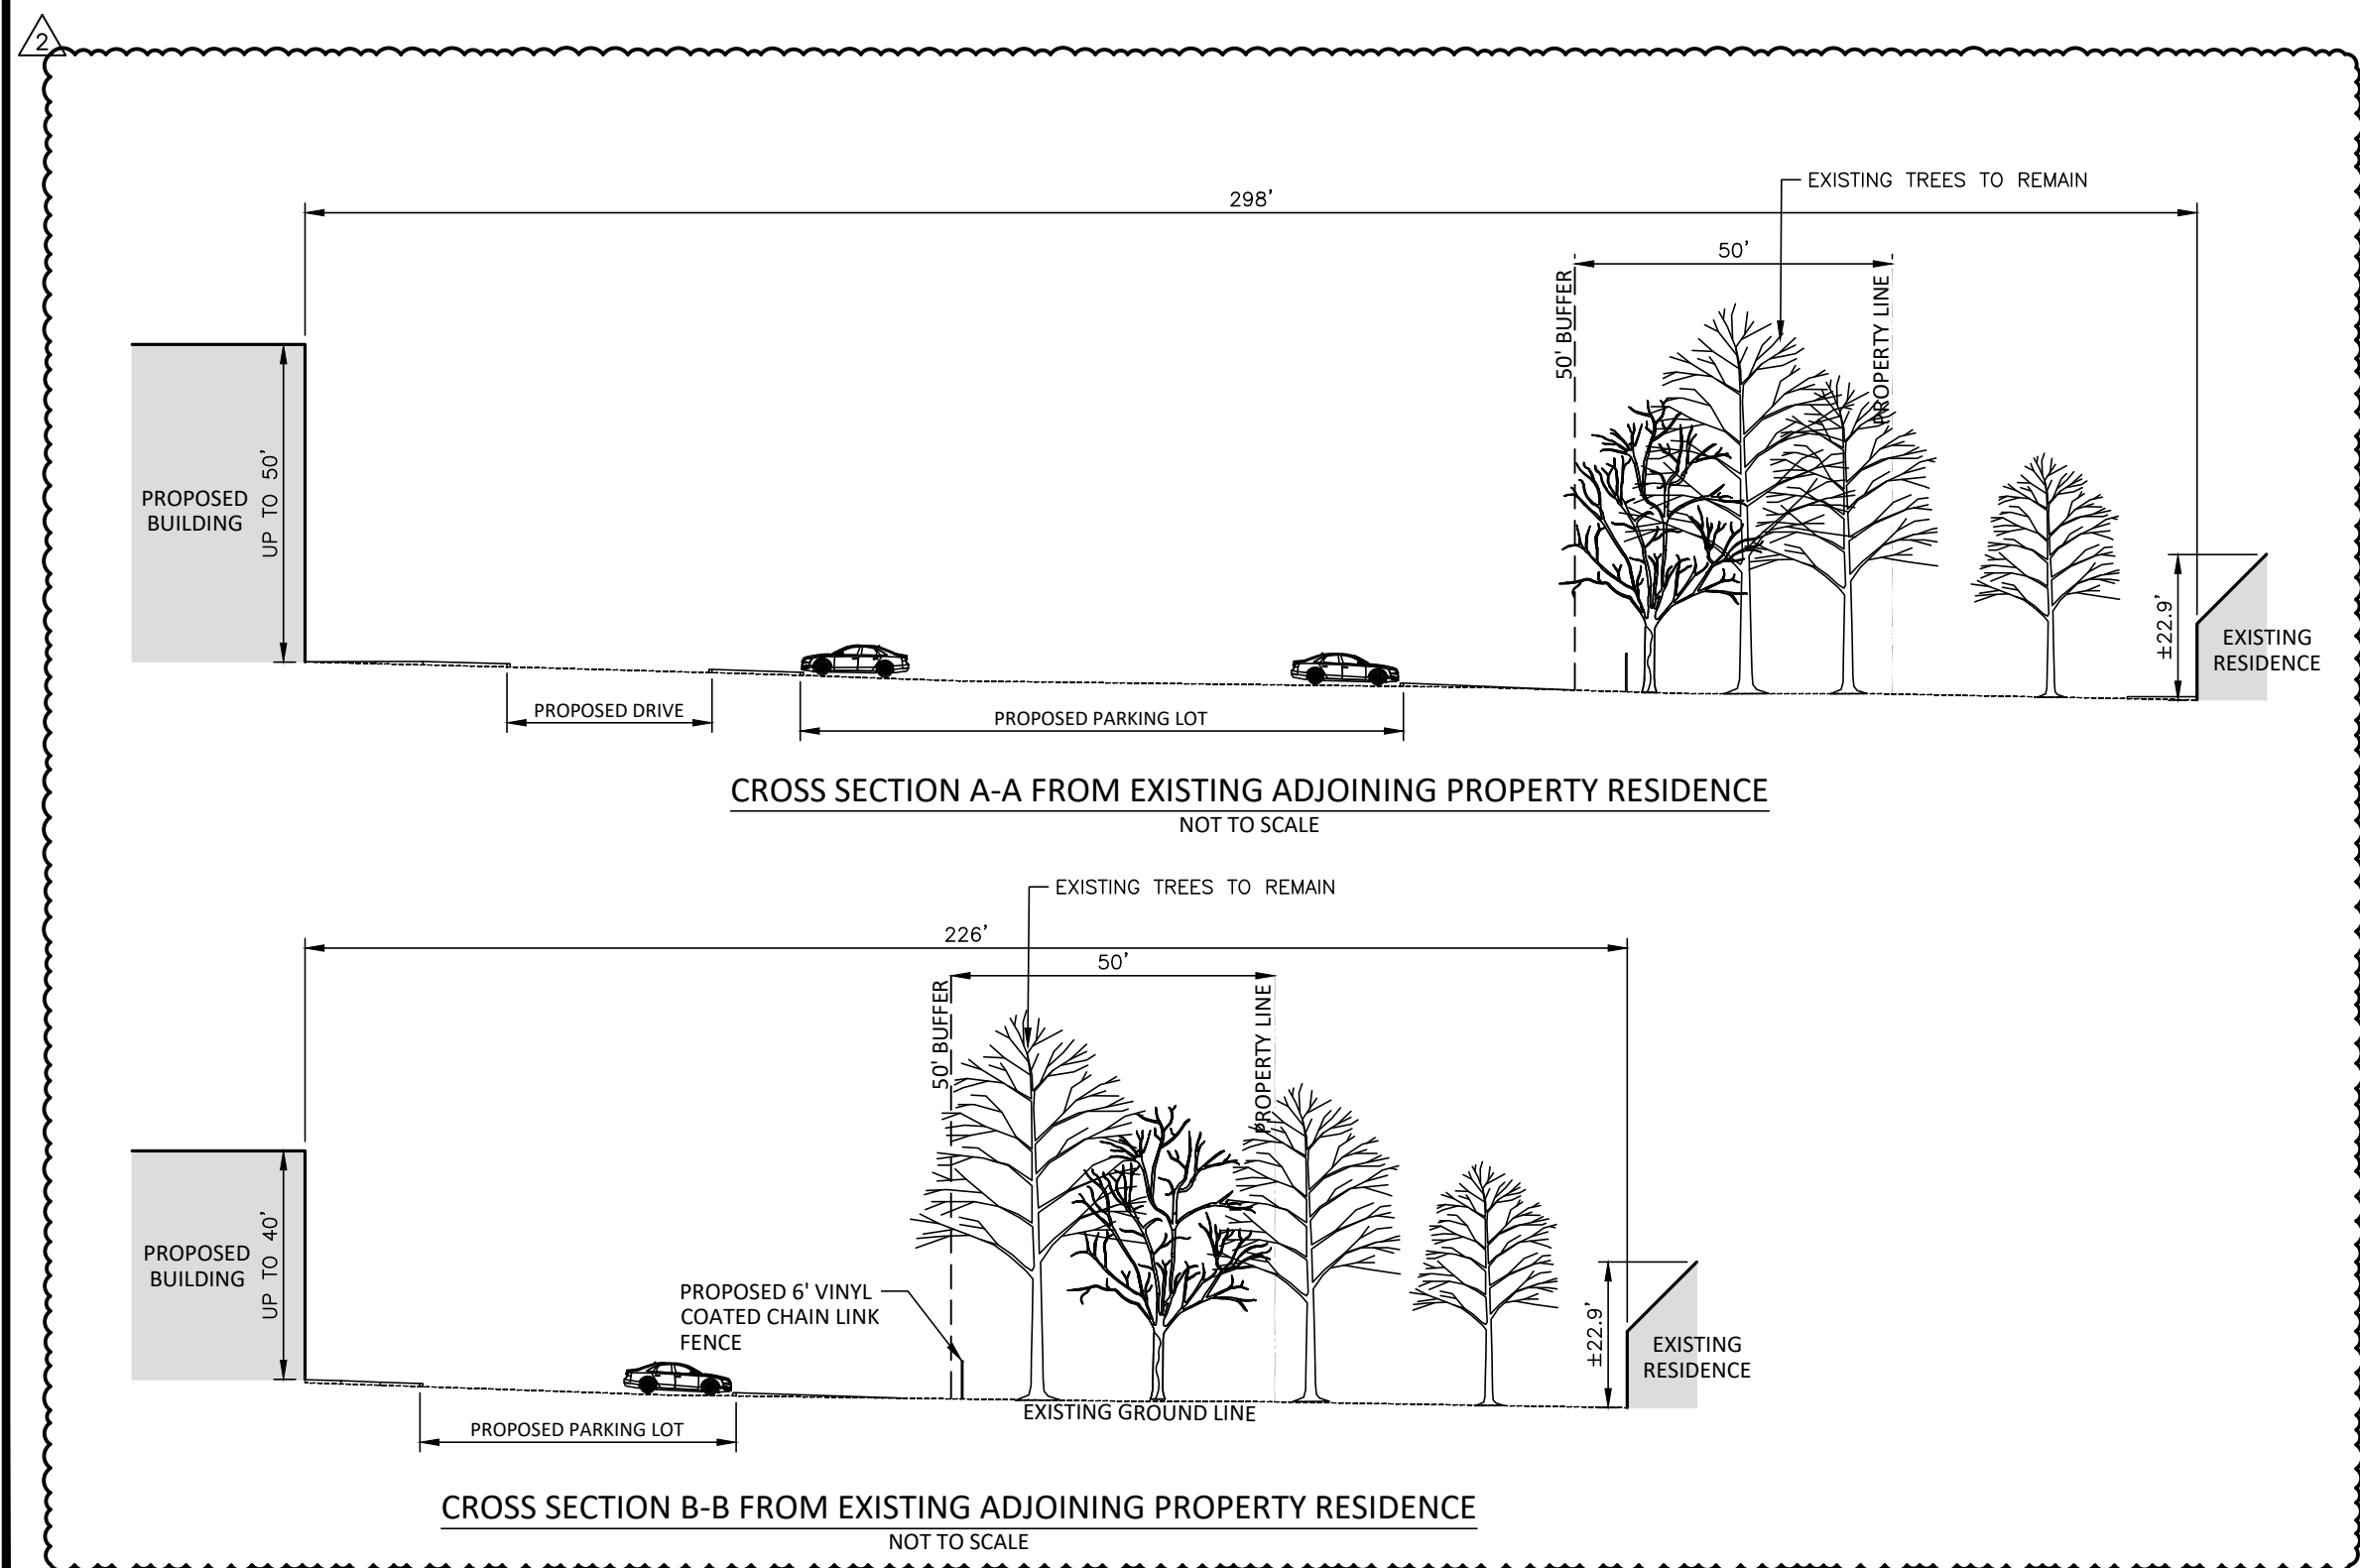 2
298'
EXISTING TREES TO REMAIN
50'
50' BUFFER
PROPERTY LINE
PROPOSED
BUILDING
UP TO 50'
±22.9'
EXISTING
RESIDENCE
PROPOSED DRIVE
PROPOSED PARKING LOT
CROSS SECTION A-A FROM EXISTING ADJOINING PROPERTY RESIDENCE
NOT TO SCALE
EXISTING TREES TO REMAIN
226'
50'
50' BUFFER
PROPERTY LINE
PROPOSED
BUILDING
UP TO 40'
PROPOSED 6' VINYL
COATED CHAIN LINK
FENCE
±22.9'
EXISTING
RESIDENCE
EXISTING GROUND LINE
PROPOSED PARKING LOT
CROSS SECTION B-B FROM EXISTING ADJOINING PROPERTY RESIDENCE
NOT TO SCALE